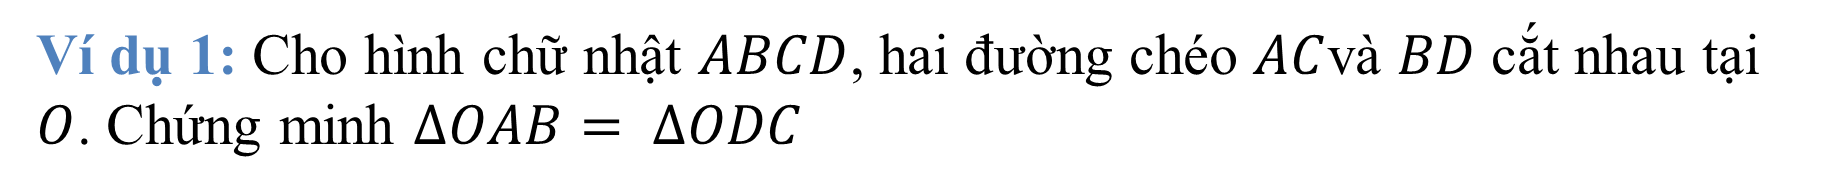 Ví dụ 1: Cho hình chữ nhật ABCD, hai đường chéo ACvà BD cắt nhau tại
O. Chứng minh ΔOAB = ΔODC